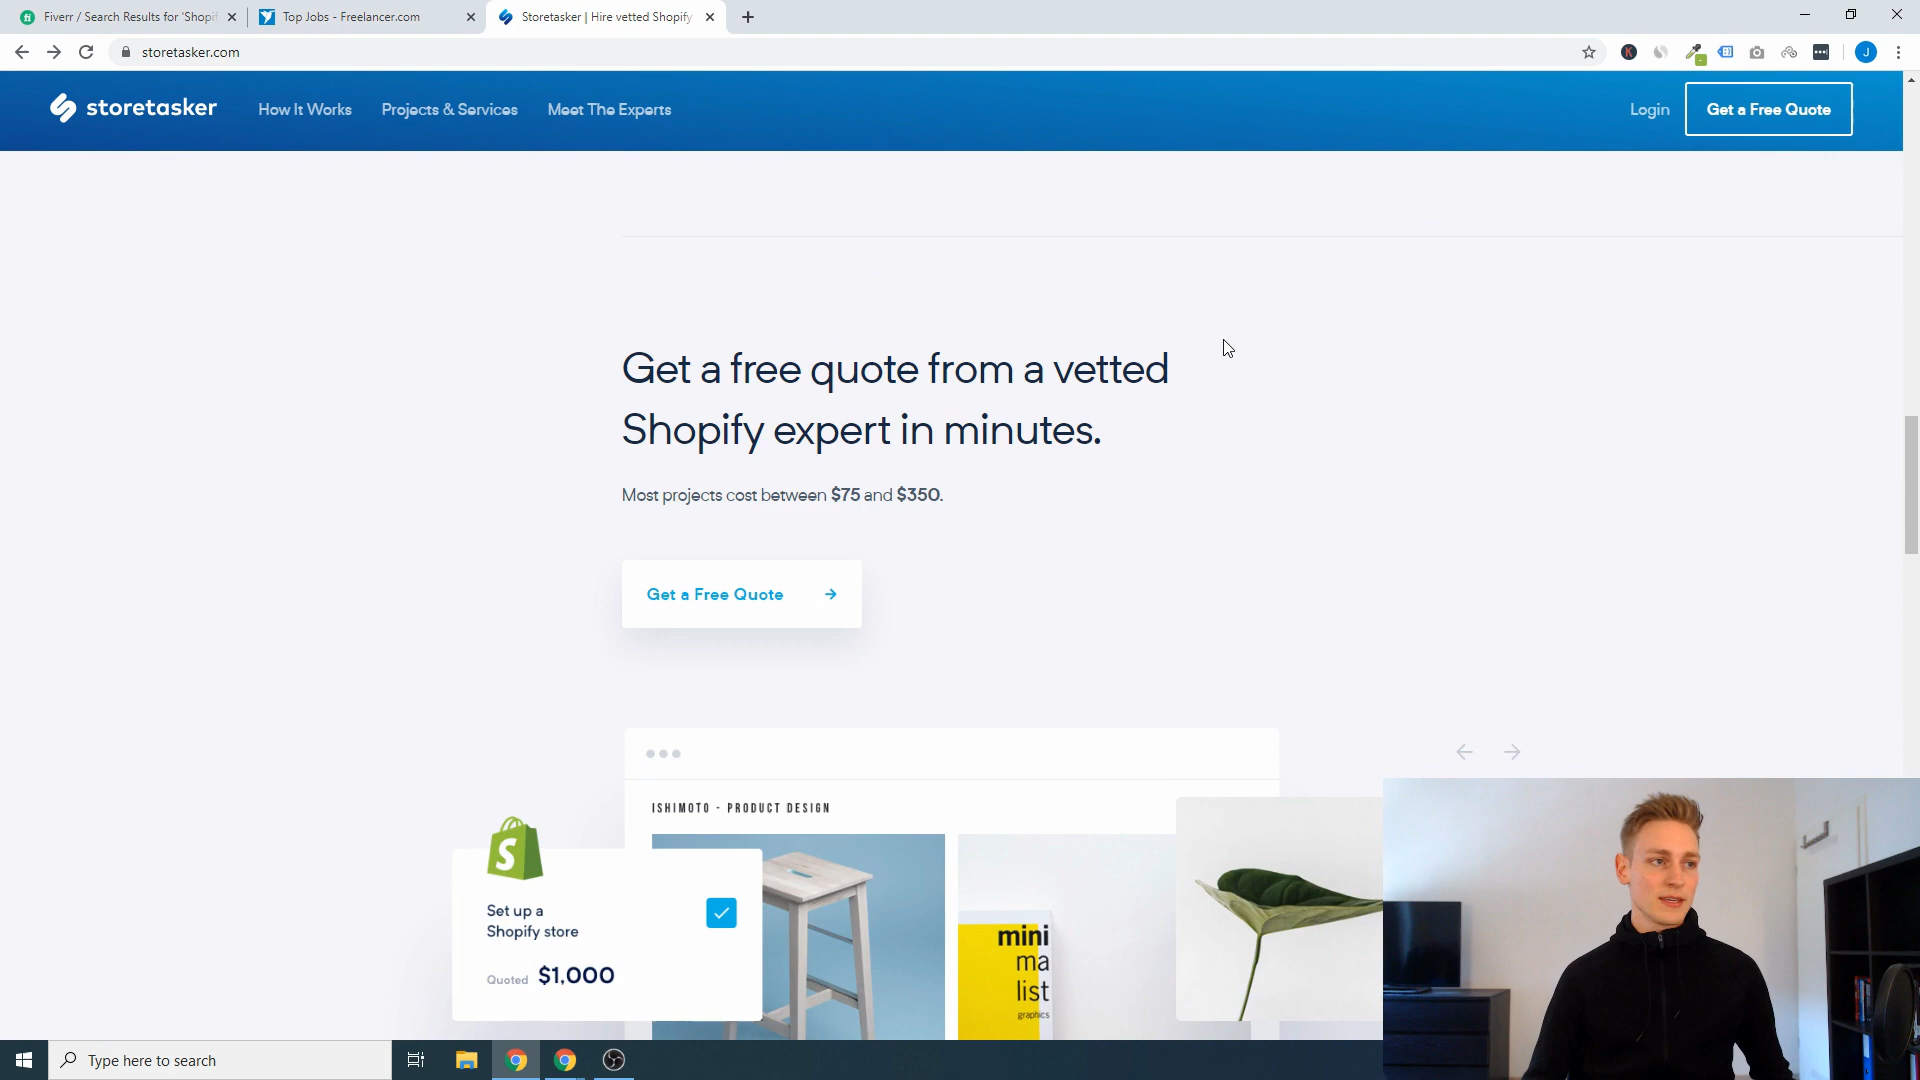 Fiverr / Search Results for 'Shopif
Top Jobs - Freelancer.com
Storetasker | Hire vetted Shopify
storetasker.com
J
storetasker
How It Works
Projects & Services
Meet The Experts
Login
Get a Free Quote
Get a free quote from a vetted
Shopify expert in minutes.
Most projects cost between $75 and $350.
Get a Free Quote
ISHIMOTO - PRODUCT DESIGN
Set up a
Shopify store
Quoted $1,000
mini
ma
list
graphics
Type here to search